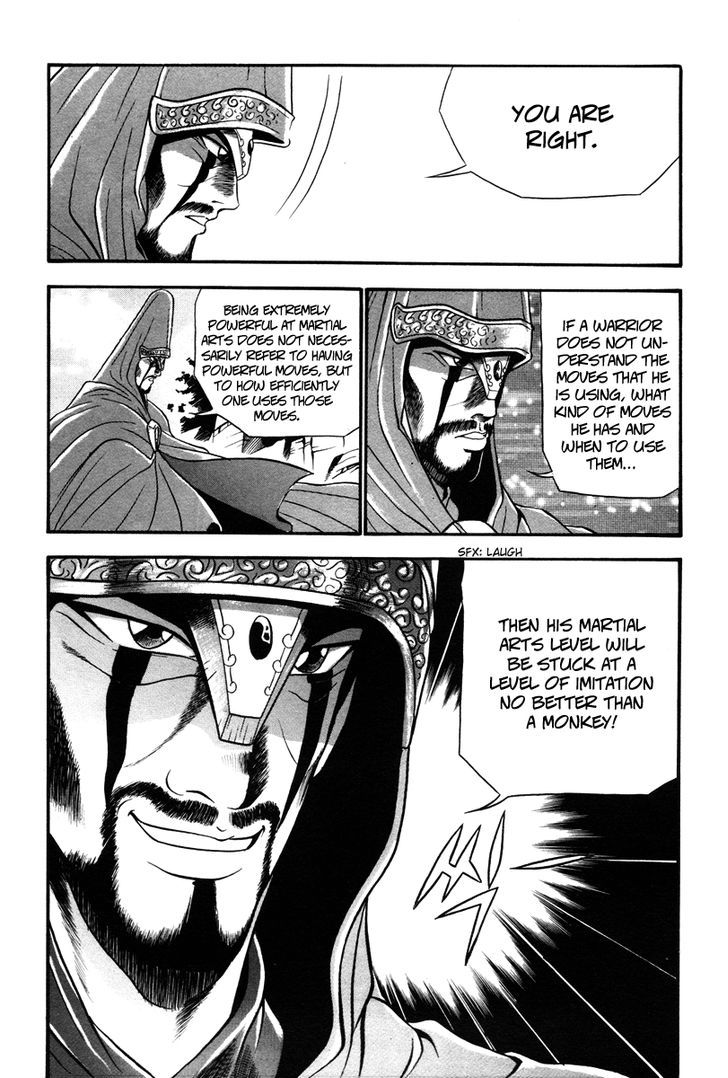 YOU ARE
RIGHT.
BEING EXTREMELY
POWERFUL AT MARTIAL
ARTS DOES NOT NECES-
SARILY REFER TO HAVING
POWERFUL MOVES, BUT
TO HOW EFFICIENTLY
ONE USES THOSE
MOVES.
IF A WARRIOR
DOES NOT UN-
DERSTAND THE
MOVES THAT HE
IS USING, WHAT
KIND OF MOVES
HE HAS AND
WHEN TO USE
THEM...
SFX: LAUGH
THEN HIS MARTIAL
ARTS LEVEL WILL
BE STUCK AT A
LEVEL OF IMITATION
NO BETTER THAN
A MONKEY!
씨익